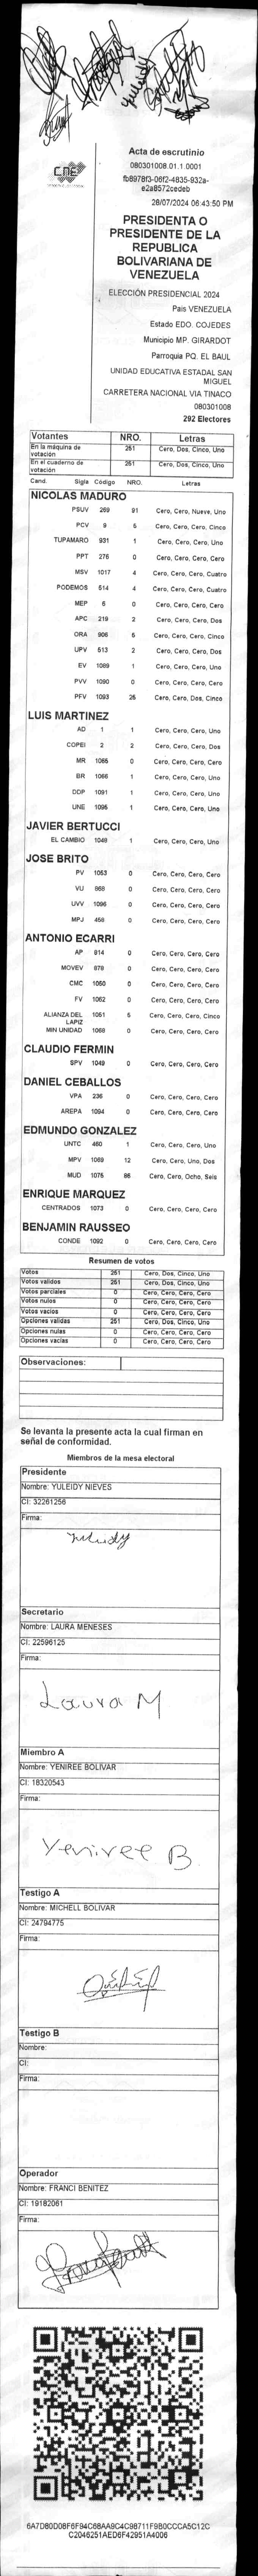 Yuleidy
CNE
Acta de escrutinio
080301008.01.1.0001
fb8978f3-06f2-4835-932a-
e2a8572cedeb
28/07/2024 06:43:50 PM
PRESIDENTA O
PRESIDENTE DE LA
REPUBLICA
BOLIVARIANA DE
VENEZUELA
ELECCIÓN PRESIDENCIAL 2024
Pais VENEZUELA
Estado EDO. COJEDES
Municipio MP. GIRARDOT
Parroquia PQ. EL BAUL
UNIDAD EDUCATIVA ESTADAL SAN
MIGUEL
CARRETERA NACIONAL VIA TINACO
080301008
292 Electores
Votantes NRO. Letras
En la máquina de votación 251 Cero, Dos, Cinco, Uno
En el cuaderno de votación 251 Cero, Dos, Cinco, Uno
Cand. Sigla Código NRO. Letras
NICOLAS MADURO
PSUV 269 91 Cero, Cero, Nueve, Uno
PCV 9 5 Cero, Cero, Cero, Cinco
TUPAMARO 931 1 Cero, Cero, Cero, Uno
PPT 276 0 Cero, Cero, Cero, Cero
MSV 1017 4 Cero, Cero, Cero, Cuatro
PODEMOS 514 4 Cero, Cero, Cero, Cuatro
MEP 6 0 Cero, Cero, Cero, Cero
APC 219 2 Cero, Cero, Cero, Dos
ORA 906 5 Cero, Cero, Cero, Cinco
UPV 513 2 Cero, Cero, Cero, Dos
EV 1089 1 Cero, Cero, Cero, Uno
PVV 1090 0 Cero, Cero, Cero, Cero
PFV 1093 25 Cero, Cero, Dos, Cinco
LUIS MARTINEZ
AD 1 1 Cero, Cero, Cero, Uno
COPEI 2 2 Cero, Cero, Cero, Dos
MR 1065 0 Cero, Cero, Cero, Cero
BR 1066 1 Cero, Cero, Cero, Uno
DDP 1091 1 Cero, Cero, Cero, Uno
UNE 1095 1 Cero, Cero, Cero, Uno
JAVIER BERTUCCI
EL CAMBIO 1048 1 Cero, Cero, Cero, Uno
JOSE BRITO
PV 1053 0 Cero, Cero, Cero, Cero
VU 868 0 Cero, Cero, Cero, Cero
UVV 1096 0 Cero, Cero, Cero, Cero
MPJ 458 0 Cero, Cero, Cero, Cero
ANTONIO ECARRI
AP 814 0 Cero, Cero, Cero, Cero
MOVEV 878 0 Cero, Cero, Cero, Cero
CMC 1050 0 Cero, Cero, Cero, Cero
FV 1062 0 Cero, Cero, Cero, Cero
ALIANZA DEL LAPIZ 1051 5 Cero, Cero, Cero, Cinco
MIN UNIDAD 1068 0 Cero, Cero, Cero, Cero
CLAUDIO FERMIN
SPV 1049 0 Cero, Cero, Cero, Cero
DANIEL CEBALLOS
VPA 236 0 Cero, Cero, Cero, Cero
AREPA 1094 0 Cero, Cero, Cero, Cero
EDMUNDO GONZALEZ
UNTC 460 1 Cero, Cero, Cero, Uno
MPV 1069 12 Cero, Cero, Uno, Dos
MUD 1075 86 Cero, Cero, Ocho, Seis
ENRIQUE MARQUEZ
CENTRADOS 1073 0 Cero, Cero, Cero, Cero
BENJAMIN RAUSSEO
CONDE 1092 0 Cero, Cero, Cero, Cero
Resumen de votos
Votos 251 Cero, Dos, Cinco, Uno
Votos validos 251 Cero, Dos, Cinco, Uno
Votos parciales 0 Cero, Cero, Cero, Cero
Votos nulos 0 Cero, Cero, Cero, Cero
Votos vacios 0 Cero, Cero, Cero, Cero
Opciones validas 251 Cero, Dos, Cinco, Uno
Opciones nulas 0 Cero, Cero, Cero, Cero
Opciones vacias 0 Cero, Cero, Cero, Cero
Observaciones:
Se levanta la presente acta la cual firman en
señal de conformidad.
Miembros de la mesa electoral
Presidente
Nombre: YULEIDY NIEVES
CI: 32261256
Firma:
Yuleidy
Secretario
Nombre: LAURA MENESES
CI: 22596125
Firma:
Laura M
Miembro A
Nombre: YENIREE BOLIVAR
CI: 18320543
Firma:
Yeniree B
Testigo A
Nombre: MICHELL BOLIVAR
CI: 24794775
Firma:
Testigo B
Nombre:
CI:
Firma:
Operador
Nombre: FRANCI BENITEZ
CI: 19182061
Firma:
6A7D80D08F6F94C68AA9C4C98711F9B0CCCA5C12C
C2046251AED6F42951A4006